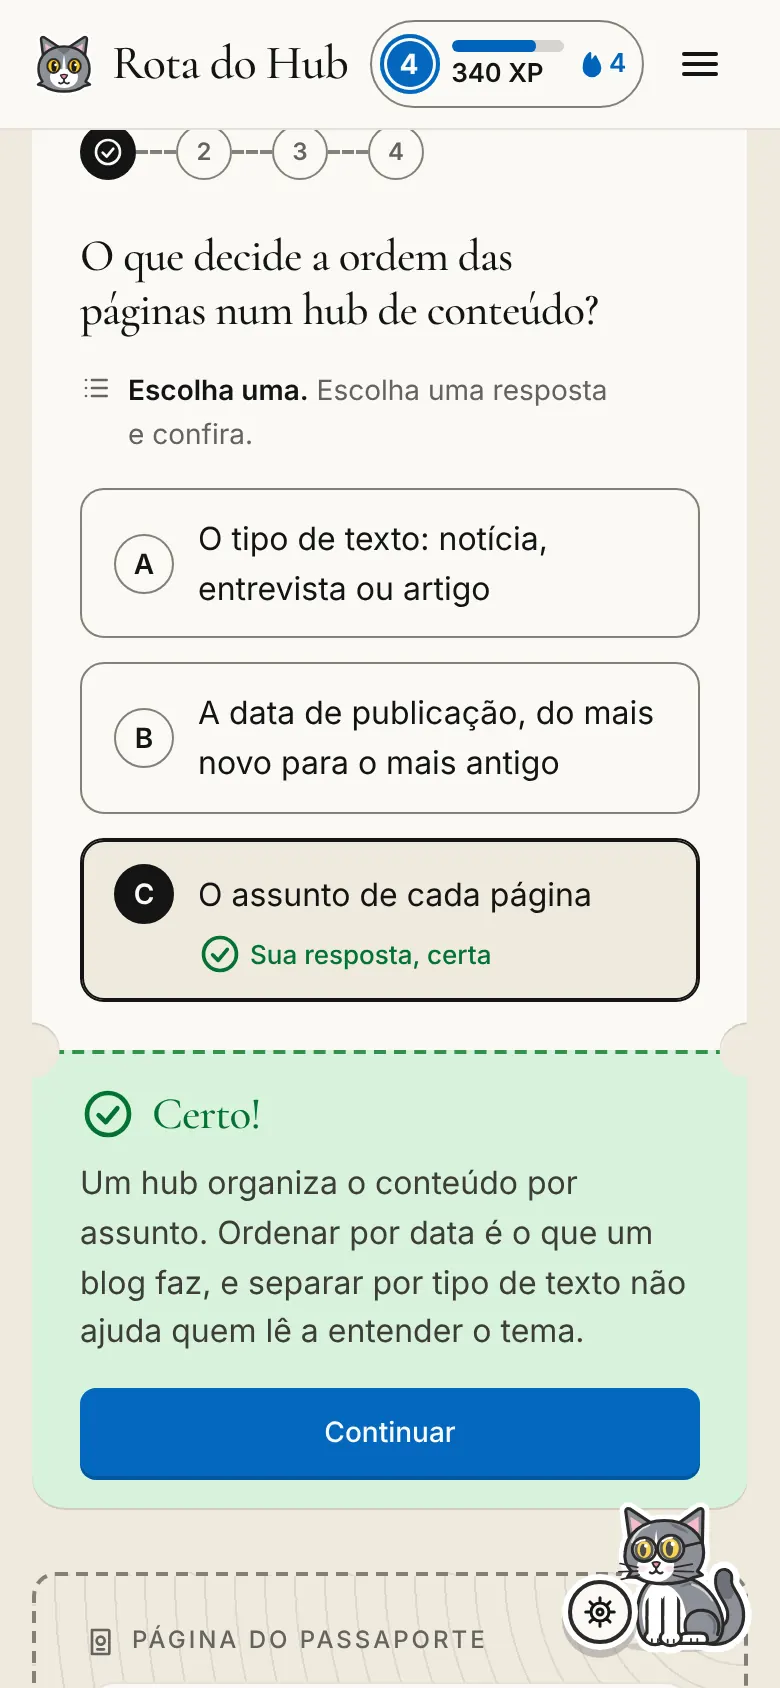 Rota do Hub
4
340 XP
4
2
3
4
O que decide a ordem das
páginas num hub de conteúdo?
Escolha uma. Escolha uma resposta
e confira.
A
O tipo de texto: notícia,
entrevista ou artigo
B
A data de publicação, do mais
novo para o mais antigo
C
O assunto de cada página
Sua resposta, certa
Certo!
Um hub organiza o conteúdo por
assunto. Ordenar por data é o que um
blog faz, e separar por tipo de texto não
ajuda quem lê a entender o tema.
Continuar
PÁGINA DO PASSAPORTE